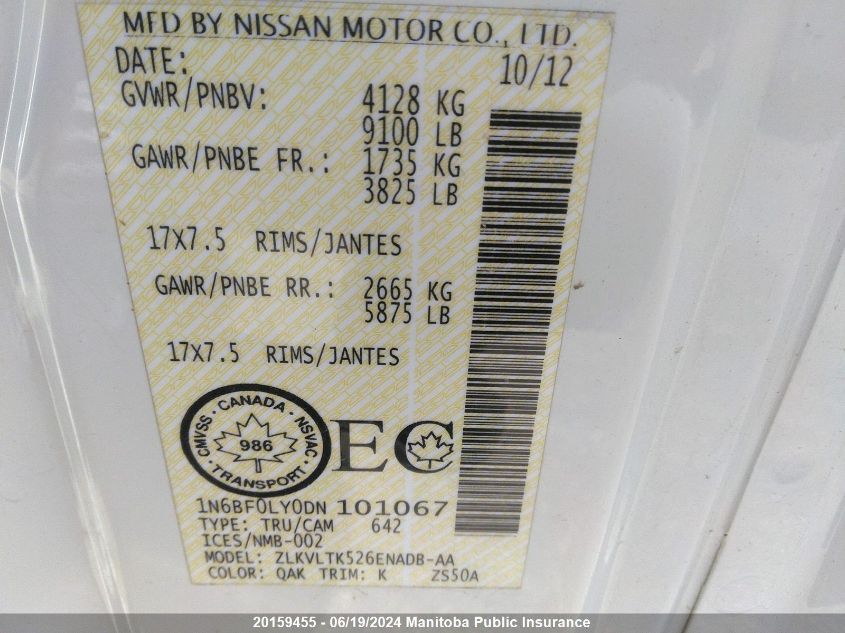 MFD BY NISSAN MOTOR CO., LTD.
DATE: 10/12
GVWR/PNBV: 4128 KG
9100 LB
GAWR/PNBE FR.: 1735 KG
3825 LB
17X7.5 RIMS/JANTES
GAWR/PNBE RR.: 2665 KG
5875 LB
17X7.5 RIMS/JANTES
CMVSS · CANADA · NSVAC · TRANSPORT ·
986
EC
1N6BF0LY0DN 101067
TYPE: TRU/CAM 642
ICES/NMB-002
MODEL: ZLKVLTK526ENADB-AA
COLOR: QAK TRIM: K ZS50A
20159455 - 06/19/2024 Manitoba Public Insurance